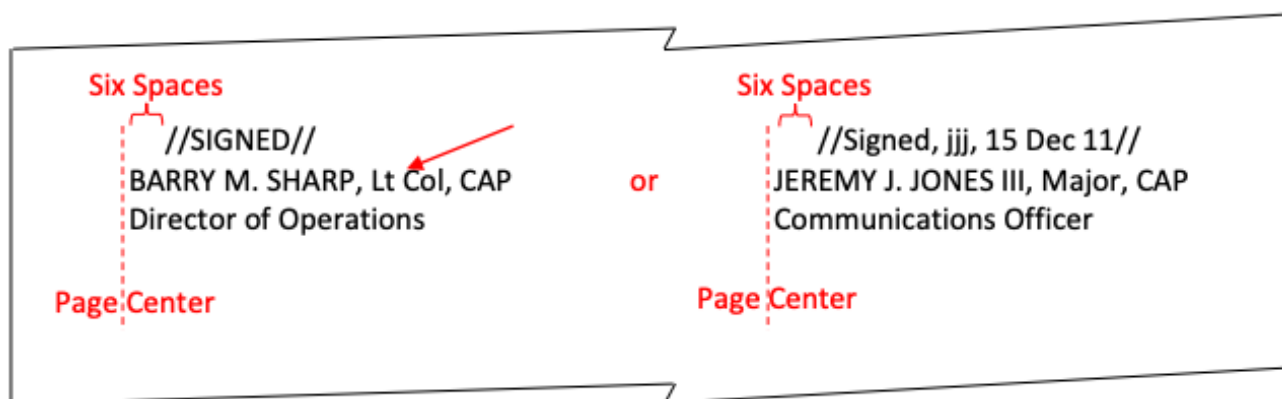 Six Spaces
//SIGNED//
BARRY M. SHARP, Lt Col, CAP
Director of Operations
Page Center
or
Six Spaces
//Signed, jjj, 15 Dec 11//
JEREMY J. JONES III, Major, CAP
Communications Officer
Page Center